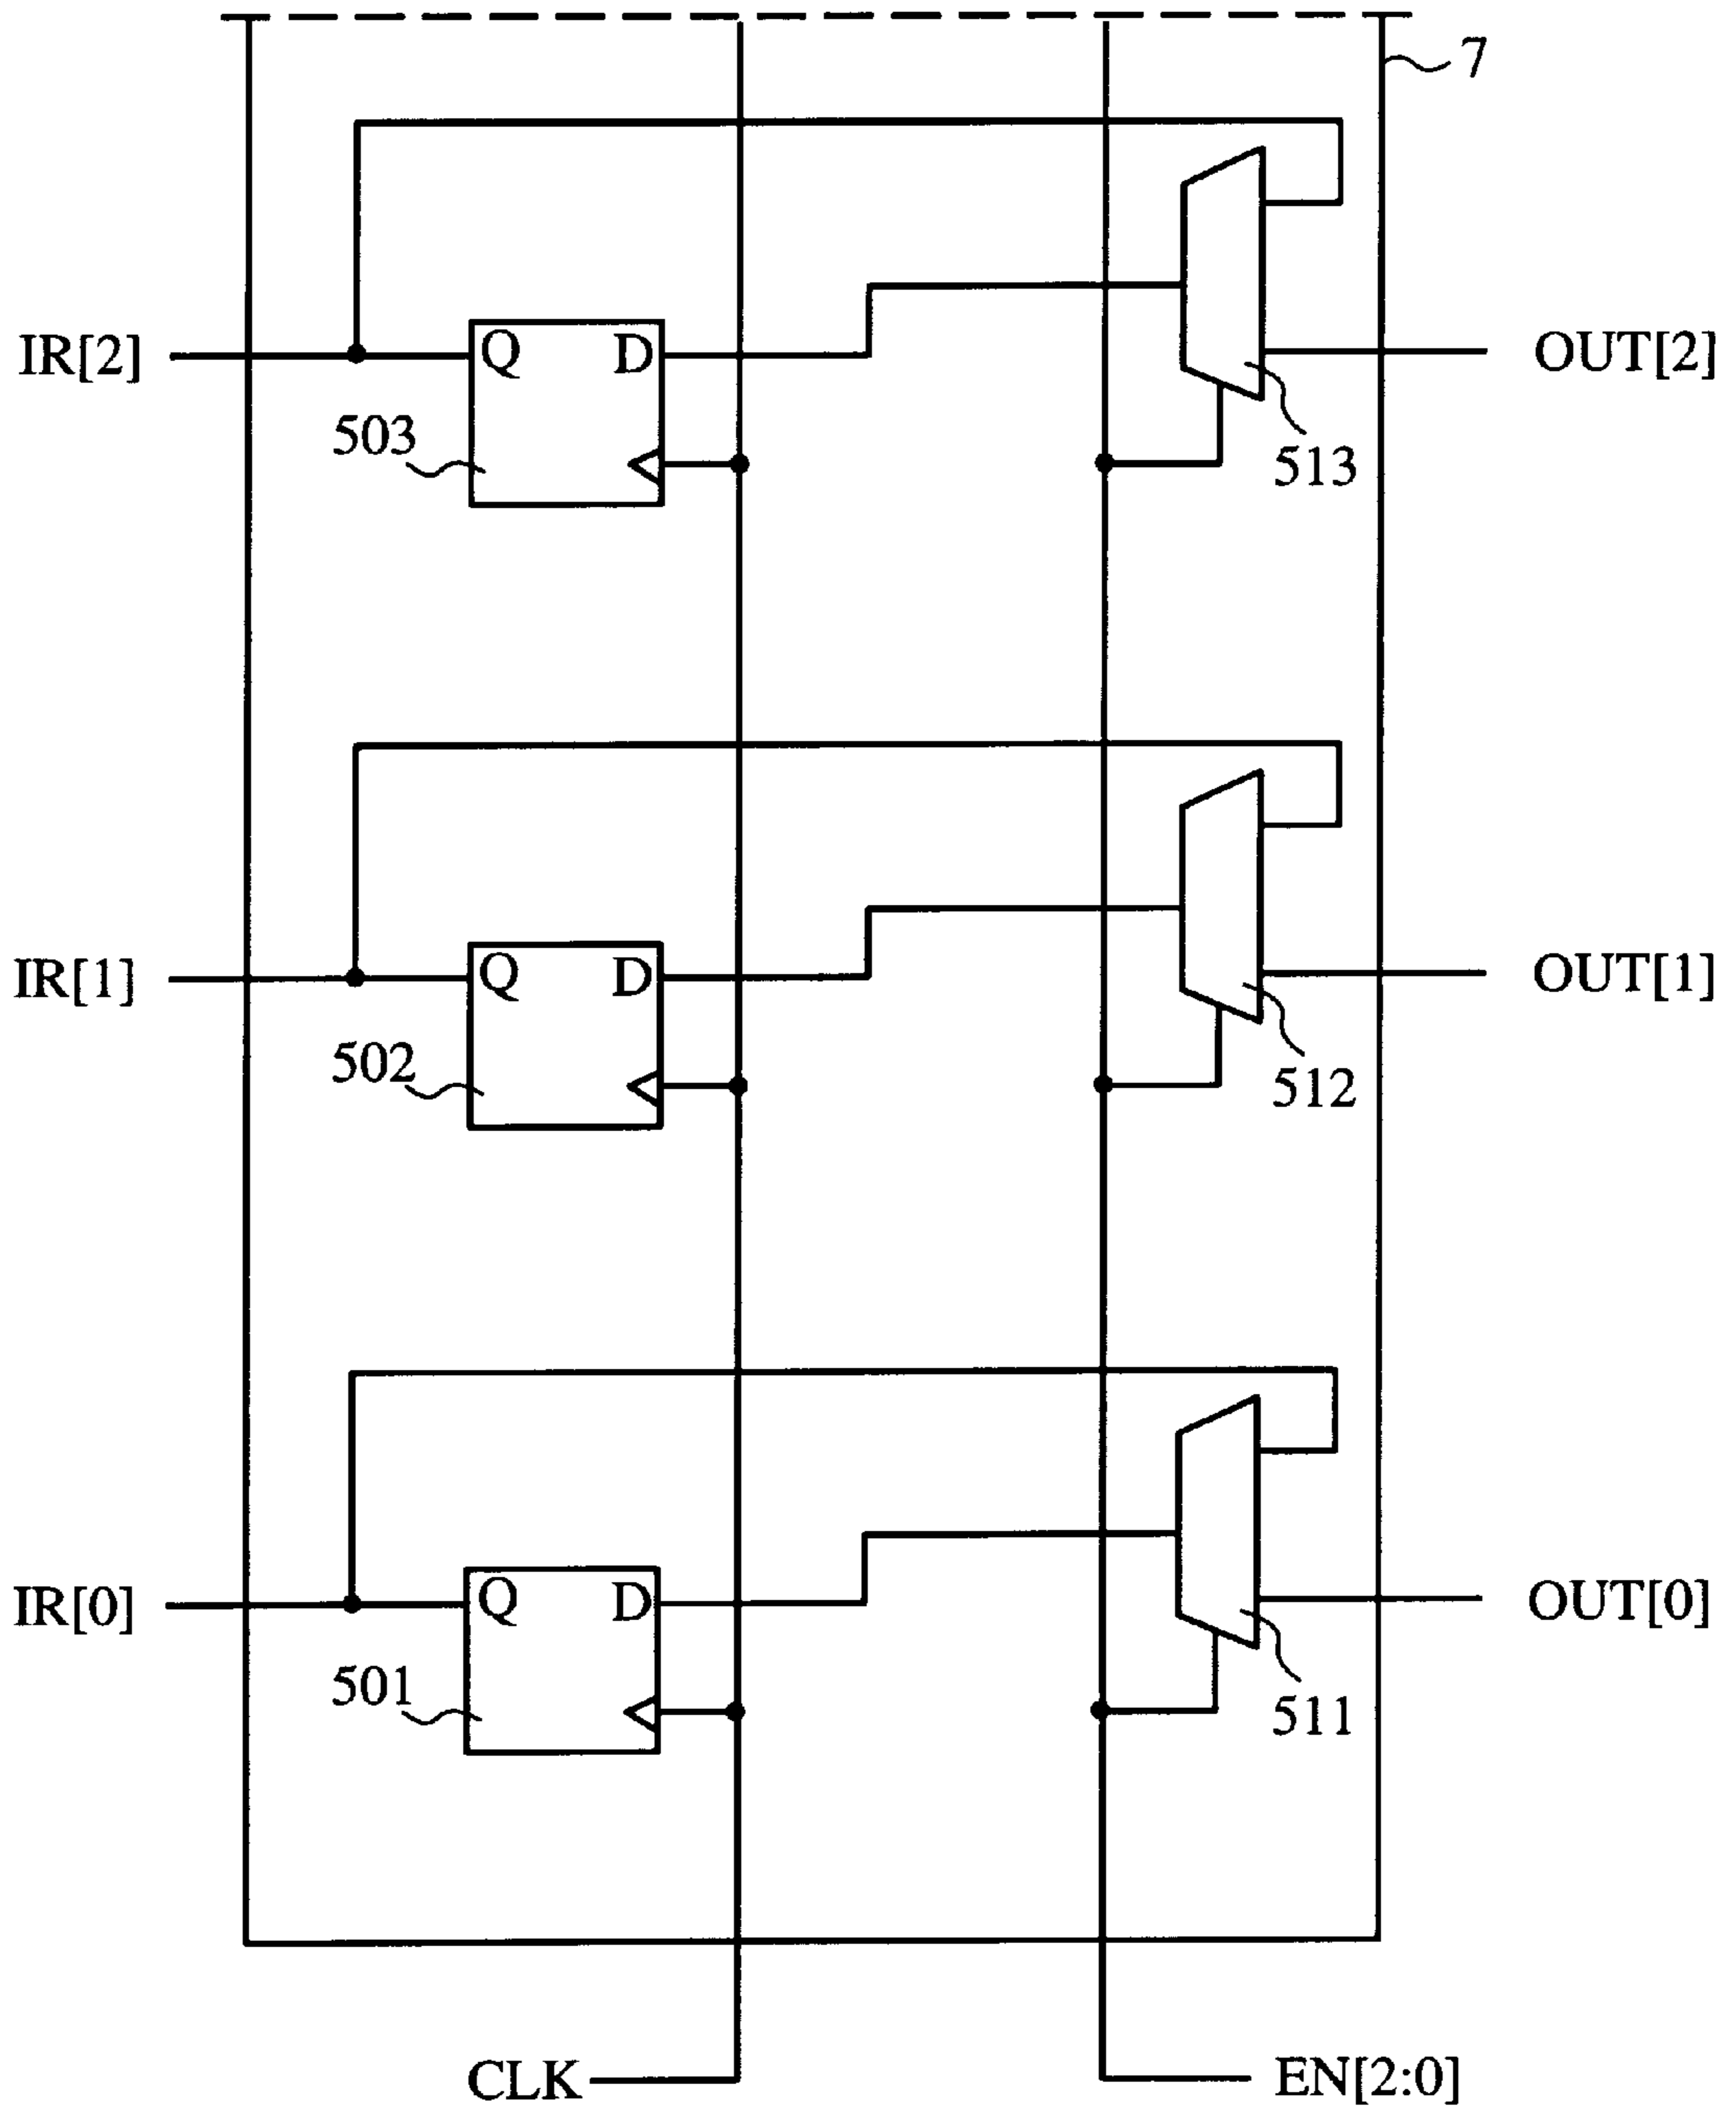 7
IR[2]
Q
D
OUT[2]
503
513
IR[1]
Q
D
OUT[1]
502
512
IR[0]
Q
D
OUT[0]
501
511
CLK
EN[2:0]